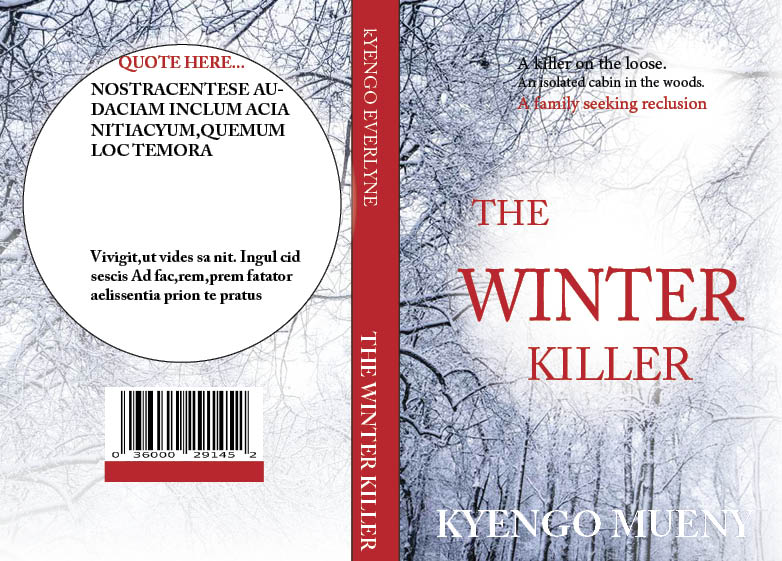 QUOTE HERE...
NOSTRACENTESE AU-
DACIAM INCLUM ACIA
NITIACYUM,QUEMUM
LOC TEMORA
Vivigit,ut vides sa nit. Ingul cid
sescis Ad fac,rem,prem fatator
aelissentia prion te pratus
0 36000 29145 2
kYENGO EVERLYNE
THE WINTER KILLER
A killer on the loose.
An isolated cabin in the woods.
A family seeking reclusion
THE
WINTER
KILLER
KYENGO MUENY